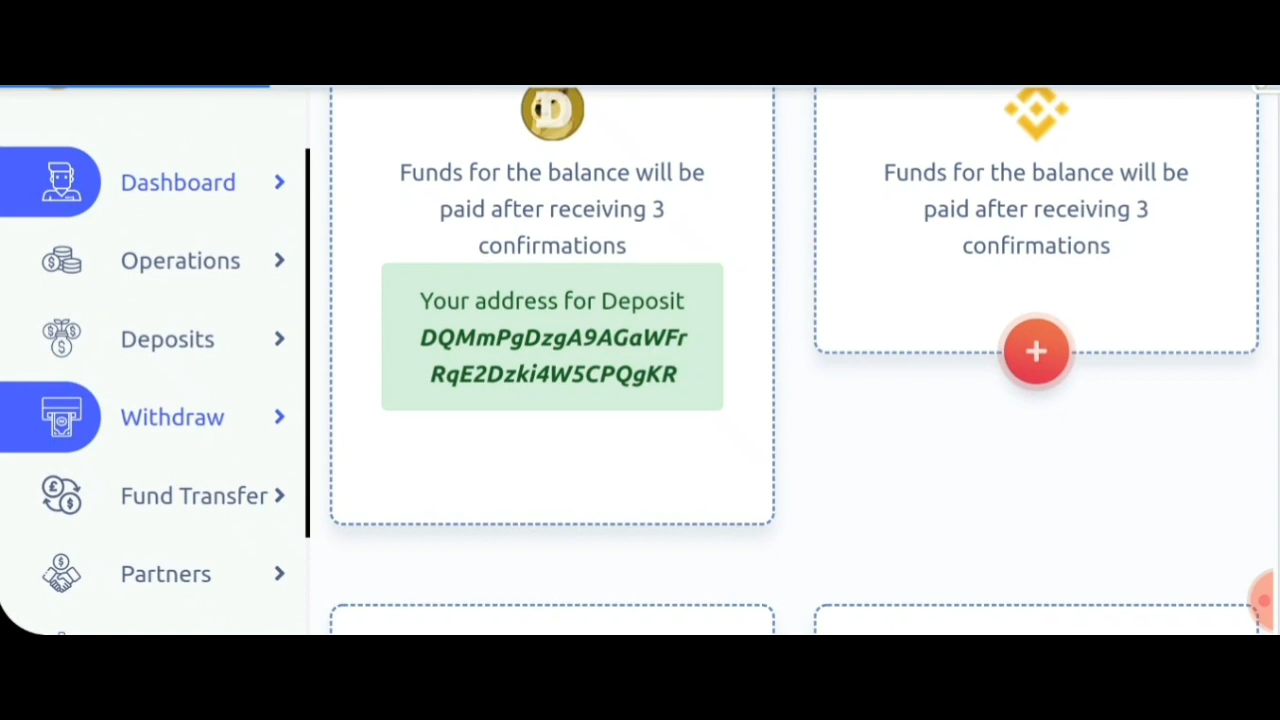 Dashboard
Operations
Deposits
Withdraw
Fund Transfer
Partners
Funds for the balance will be
paid after receiving 3
confirmations
Your address for Deposit
DQMmPgDzgA9AGaWFr
RqE2Dzki4W5CPQgKR
Funds for the balance will be
paid after receiving 3
confirmations
+